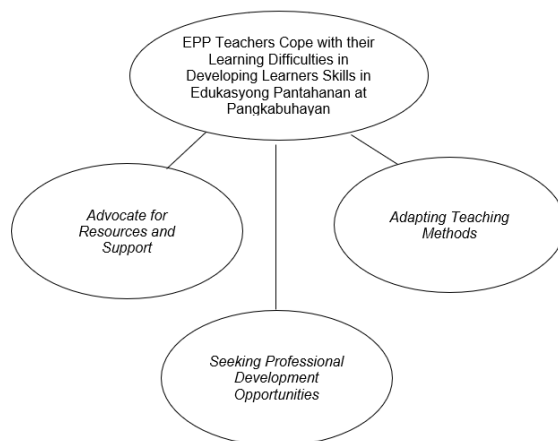 EPP Teachers Cope with their
Learning Difficulties in
Developing Learners Skills in
Edukasyong Pantahanan at
Pangkabuhayan
Advocate for
Resources and
Support
Adapting Teaching
Methods
Seeking Professional
Development
Opportunities